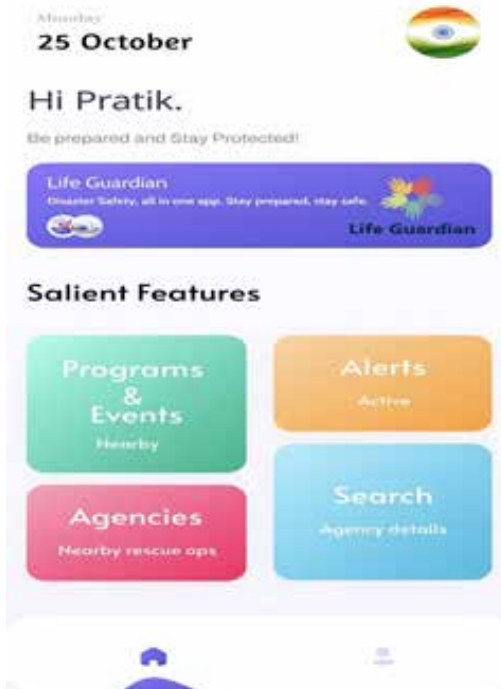 Monday
25 October
Hi Pratik.
Be prepared and Stay Protected!
Life Guardian
Disaster Safety, all in one app. Stay prepared, stay safe.
Life Guardian
Salient Features
Programs
&
Events
Nearby
Alerts
Active
Agencies
Nearby rescue ops
Search
Agency details